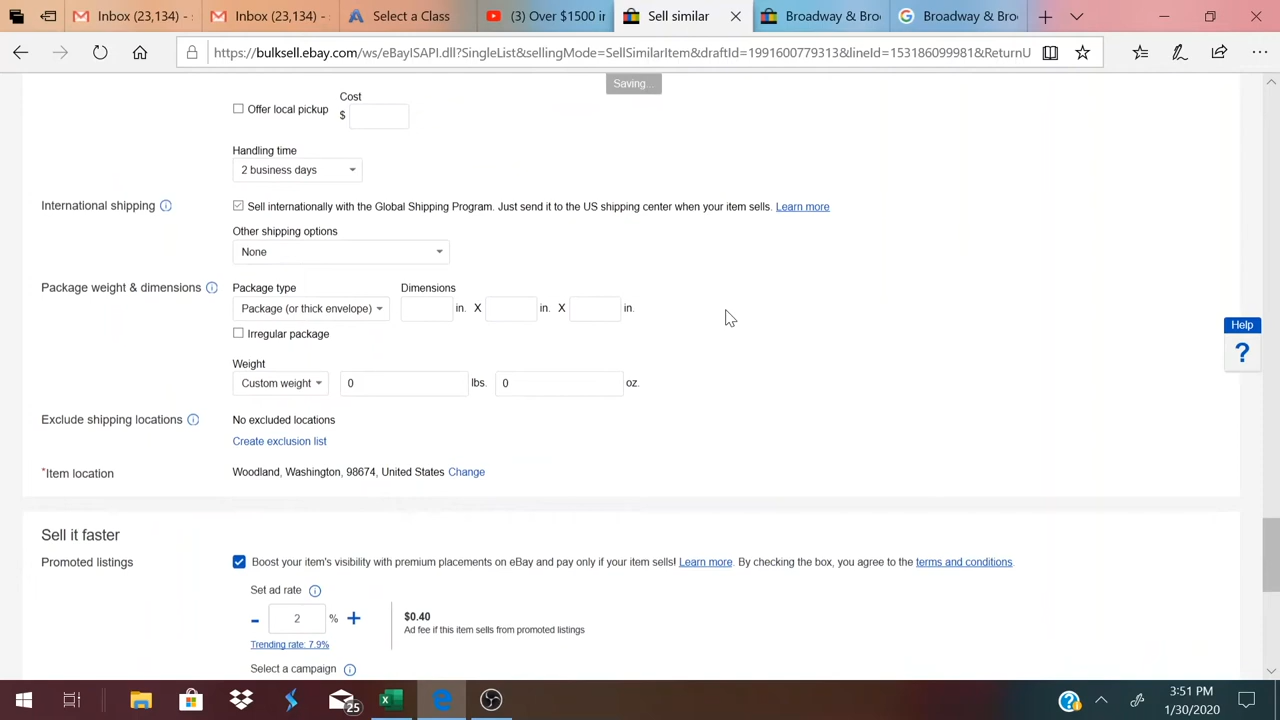 Inbox (23,134) -
Inbox (23,134) -
Select a Class
(3) Over $1500 ir
Sell similar
Broadway & Bro
Broadway & Bro
https://bulksell.ebay.com/ws/eBayISAPI.dll?SingleList&sellingMode=SellSimilarItem&draftId=1991600779313&lineId=153186099981&ReturnU
Saving...
Cost
Offer local pickup
$
Handling time
2 business days
International shipping
Sell internationally with the Global Shipping Program. Just send it to the US shipping center when your item sells. Learn more
Other shipping options
None
Package weight & dimensions
Package type
Dimensions
Package (or thick envelope)
in. X in. X in.
Irregular package
Weight
Custom weight
0 lbs. 0 oz.
Exclude shipping locations
No excluded locations
Create exclusion list
*Item location
Woodland, Washington, 98674, United States Change
Sell it faster
Promoted listings
Boost your item's visibility with premium placements on eBay and pay only if your item sells! Learn more. By checking the box, you agree to the terms and conditions.
Set ad rate
- 2 % +
$0.40
Ad fee if this item sells from promoted listings
Trending rate: 7.9%
Select a campaign
Help
?
25
3:51 PM
1/30/2020